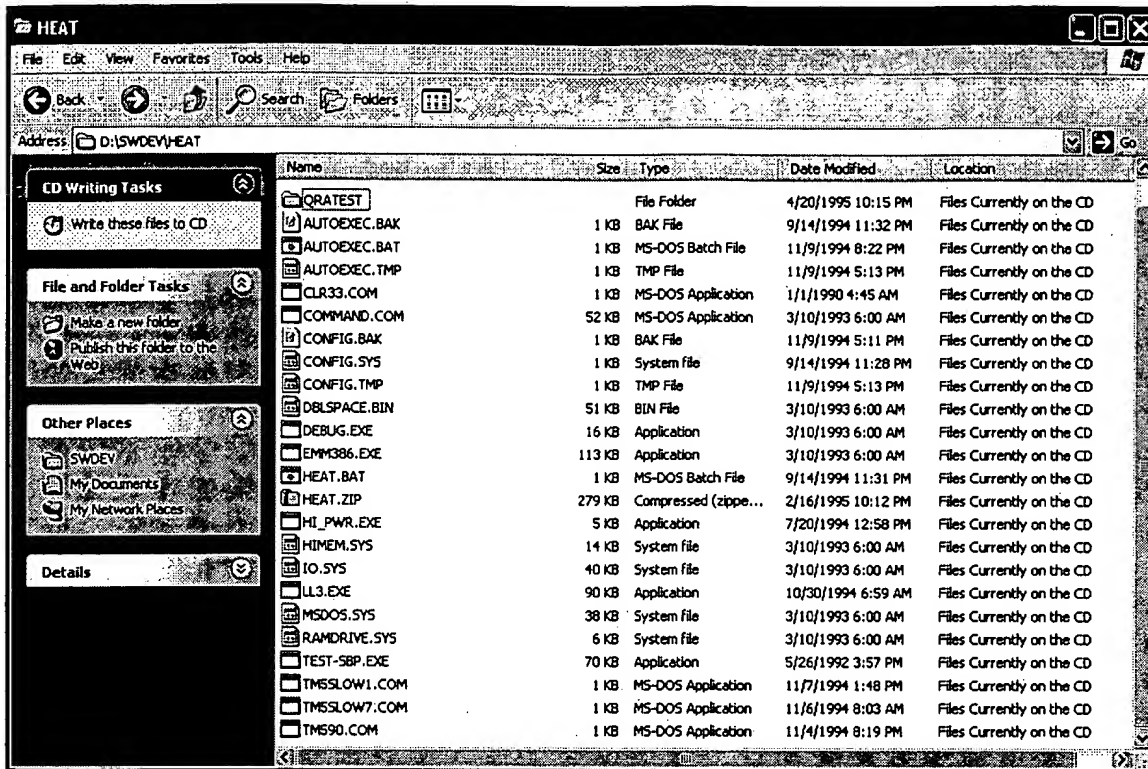 HEAT
File Edit View Favorites Tools Help
Back Search Folders
Address D:\SWDEV\HEAT Go
CD Writing Tasks
Write these files to CD
File and Folder Tasks
Make a new folder
Publish this folder to the
Web
Other Places
SWDEV
My Documents
My Network Places
Details
Name Size Type Date Modified Location
QRATEST File Folder 4/20/1995 10:15 PM Files Currently on the CD
AUTOEXEC.BAK 1 KB BAK File 9/14/1994 11:32 PM Files Currently on the CD
AUTOEXEC.BAT 1 KB MS-DOS Batch File 11/9/1994 8:22 PM Files Currently on the CD
AUTOEXEC.TMP 1 KB TMP File 11/9/1994 5:13 PM Files Currently on the CD
CLR33.COM 1 KB MS-DOS Application 1/1/1990 4:45 AM Files Currently on the CD
COMMAND.COM 52 KB MS-DOS Application 3/10/1993 6:00 AM Files Currently on the CD
CONFIG.BAK 1 KB BAK File 11/9/1994 5:11 PM Files Currently on the CD
CONFIG.SYS 1 KB System file 9/14/1994 11:28 PM Files Currently on the CD
CONFIG.TMP 1 KB TMP File 11/9/1994 5:13 PM Files Currently on the CD
DBLSPACE.BIN 51 KB BIN File 3/10/1993 6:00 AM Files Currently on the CD
DEBUG.EXE 16 KB Application 3/10/1993 6:00 AM Files Currently on the CD
EMM386.EXE 113 KB Application 3/10/1993 6:00 AM Files Currently on the CD
HEAT.BAT 1 KB MS-DOS Batch File 9/14/1994 11:31 PM Files Currently on the CD
HEAT.ZIP 279 KB Compressed (zippe... 2/16/1995 10:12 PM Files Currently on the CD
HI_PWR.EXE 5 KB Application 7/20/1994 12:58 PM Files Currently on the CD
HIMEM.SYS 14 KB System file 3/10/1993 6:00 AM Files Currently on the CD
IO.SYS 40 KB System file 3/10/1993 6:00 AM Files Currently on the CD
LL3.EXE 90 KB Application 10/30/1994 6:59 AM Files Currently on the CD
MSDOS.SYS 38 KB System file 3/10/1993 6:00 AM Files Currently on the CD
RAMDRIVE.SYS 6 KB System file 3/10/1993 6:00 AM Files Currently on the CD
TEST-SBP.EXE 70 KB Application 5/26/1992 3:57 PM Files Currently on the CD
TMSSLOW1.COM 1 KB MS-DOS Application 11/7/1994 1:48 PM Files Currently on the CD
TMSSLOW7.COM 1 KB MS-DOS Application 11/6/1994 8:03 AM Files Currently on the CD
TMS90.COM 1 KB MS-DOS Application 11/4/1994 8:19 PM Files Currently on the CD